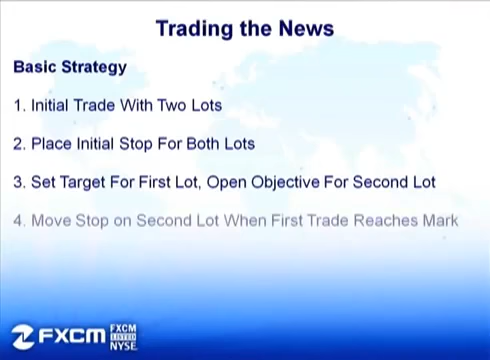 Trading the News
Basic Strategy
1. Initial Trade With Two Lots
2. Place Initial Stop For Both Lots
3. Set Target For First Lot, Open Objective For Second Lot
4. Move Stop on Second Lot When First Trade Reaches Mark
FXCM
FXCM
LISTED
NYSE